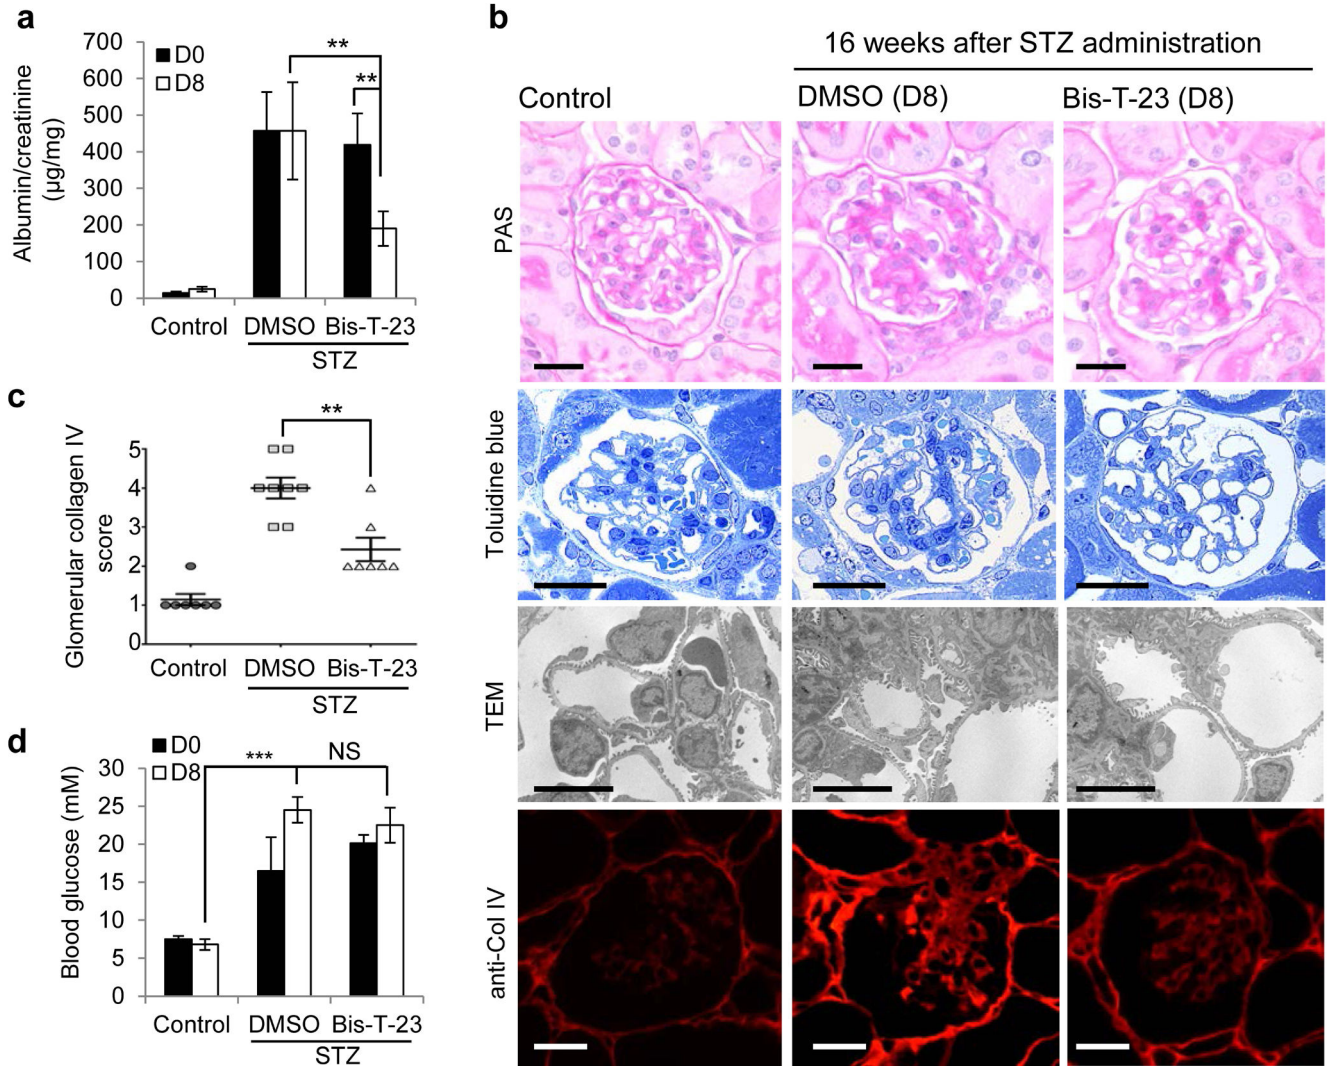 a
700
600
500
400
300
200
100
0
Albumin/creatinine
(µg/mg)
D0
D8
**
**
Control
DMSO
Bis-T-23
STZ
b
16 weeks after STZ administration
Control
DMSO (D8)
Bis-T-23 (D8)
PAS
Toluidine blue
TEM
anti-Col IV
c
Glomerular collagen IV
score
5
4
3
2
1
0
**
Control
DMSO
Bis-T-23
STZ
d
D0
D8
***
NS
Blood glucose (mM)
30
25
20
15
10
5
0
Control
DMSO
Bis-T-23
STZ